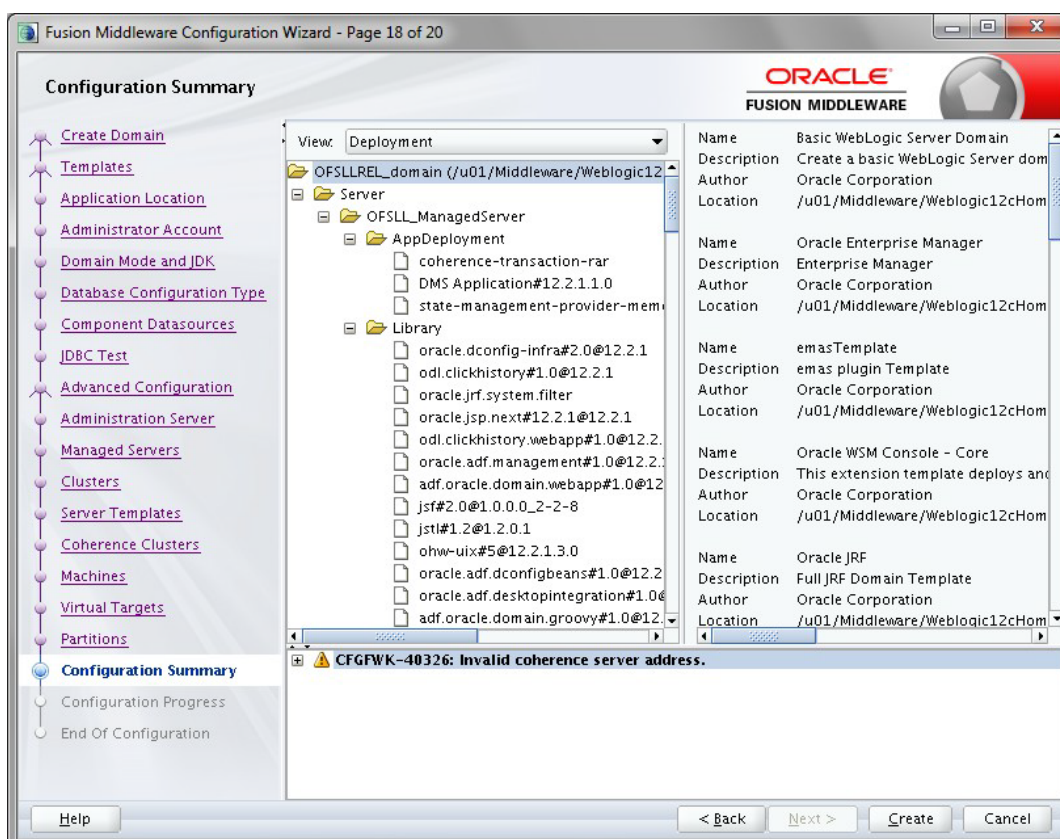 Fusion Middleware Configuration Wizard - Page 18 of 20
Configuration Summary
ORACLE
FUSION MIDDLEWARE
Create Domain
Templates
Application Location
Administrator Account
Domain Mode and JDK
Database Configuration Type
Component Datasources
JDBC Test
Advanced Configuration
Administration Server
Managed Servers
Clusters
Server Templates
Coherence Clusters
Machines
Virtual Targets
Partitions
Configuration Summary
Configuration Progress
End Of Configuration
View: Deployment
OFSLLREL_domain (/u01/Middleware/Weblogic12
Server
OFSLL_ManagedServer
AppDeployment
coherence-transaction-rar
DMS Application#12.2.1.1.0
state-management-provider-mem
Library
oracle.dconfig-infra#2.0@12.2.1
odl.clickhistory#1.0@12.2.1
oracle.jrf.system.filter
oracle.jsp.next#12.2.1@12.2.1
odl.clickhistory.webapp#1.0@12.2.
oracle.adf.management#1.0@12.2.
adf.oracle.domain.webapp#1.0@12
jsf#2.0@1.0.0.0_2-2-8
jstl#1.2@1.2.0.1
ohw-uix#5@12.2.1.3.0
oracle.adf.dconfigbeans#1.0@12.2
oracle.adf.desktopintegration#1.0
adf.oracle.domain.groovy#1.0@12.
Name Basic WebLogic Server Domain
Description Create a basic WebLogic Server dom
Author Oracle Corporation
Location /u01/Middleware/Weblogic12cHom
Name Oracle Enterprise Manager
Description Enterprise Manager
Author Oracle Corporation
Location /u01/Middleware/Weblogic12cHom
Name emasTemplate
Description emas plugin Template
Author Oracle Corporation
Location /u01/Middleware/Weblogic12cHom
Name Oracle WSM Console - Core
Description This extension template deploys and
Author Oracle Corporation
Location /u01/Middleware/Weblogic12cHom
Name Oracle JRF
Description Full JRF Domain Template
Author Oracle Corporation
Location /u01/Middleware/Weblogic12cHom
CFGFWK-40326: Invalid coherence server address.
Help
< Back
Next >
Create
Cancel